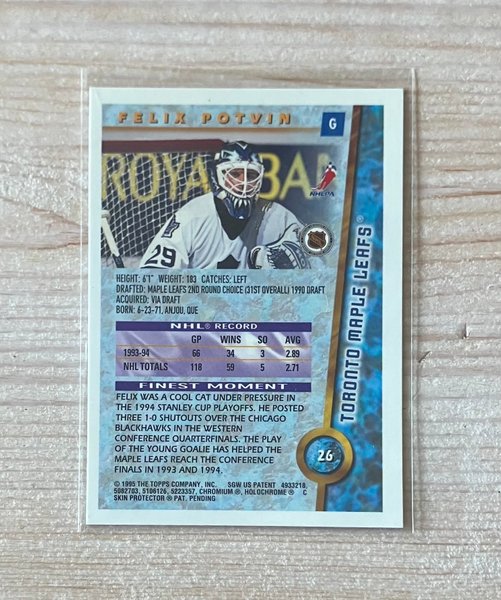 FELIX POTVIN
G
ROYA BA
NHLPA
29
NHL
HEIGHT: 6'1" WEIGHT: 183 CATCHES: LEFT
DRAFTED: MAPLE LEAFS 2ND ROUND CHOICE (31ST OVERALL) 1990 DRAFT
ACQUIRED: VIA DRAFT
BORN: 6-23-71, ANJOU, QUE
NHL® RECORD
GP WINS SO AVG
1993-94 66 34 3 2.89
NHL TOTALS 118 59 5 2.71
FINEST MOMENT
FELIX WAS A COOL CAT UNDER PRESSURE IN
THE 1994 STANLEY CUP PLAYOFFS. HE POSTED
THREE 1-0 SHUTOUTS OVER THE CHICAGO
BLACKHAWKS IN THE WESTERN
CONFERENCE QUARTERFINALS. THE PLAY
OF THE YOUNG GOALIE HAS HELPED THE
MAPLE LEAFS REACH THE CONFERENCE
FINALS IN 1993 AND 1994.
© 1995 THE TOPPS COMPANY, INC. SGW US PATENT 4933218,
5082703, 5106126, 5223357, CHROMIUM®, HOLOCHROME® C
SKIN PROTECTOR® PAT. PENDING
TORONTO MAPLE LEAFS®
26